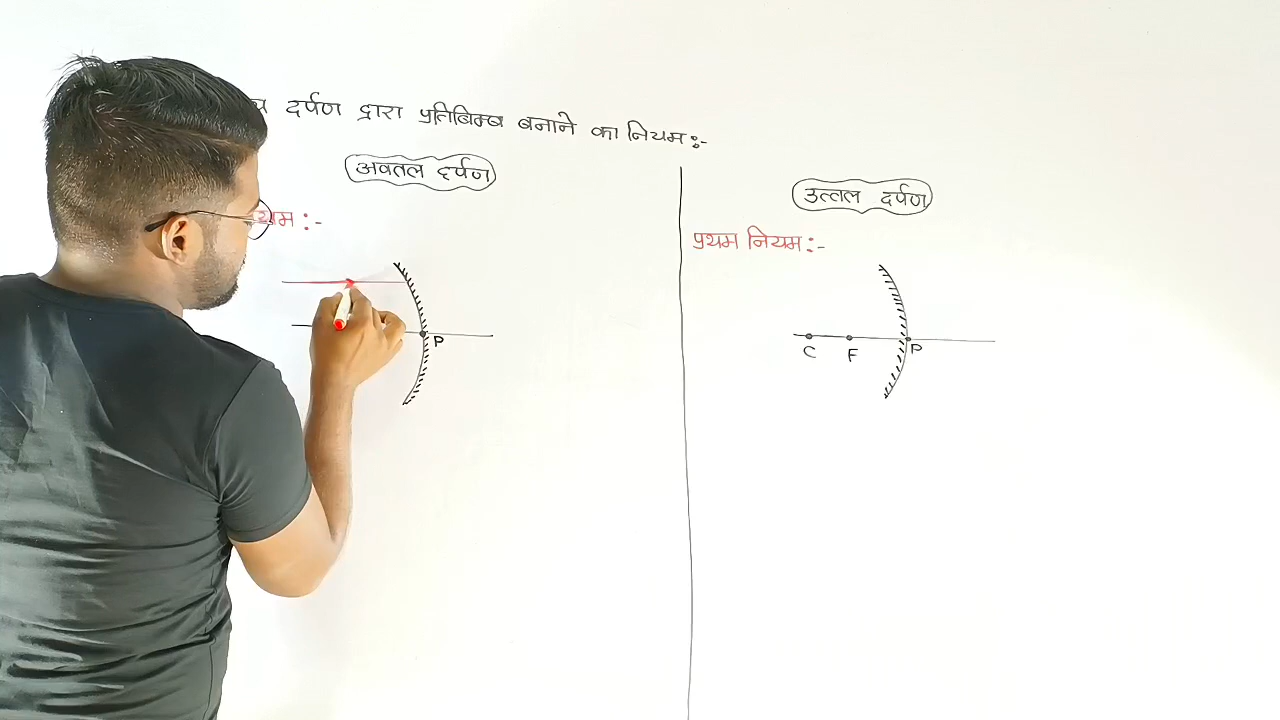 दर्पण द्वारा प्रतिबिम्ब बनाने का नियम :-
अवतल दर्पण
उत्तल दर्पण
प्रथम नियम :-
P
C F P